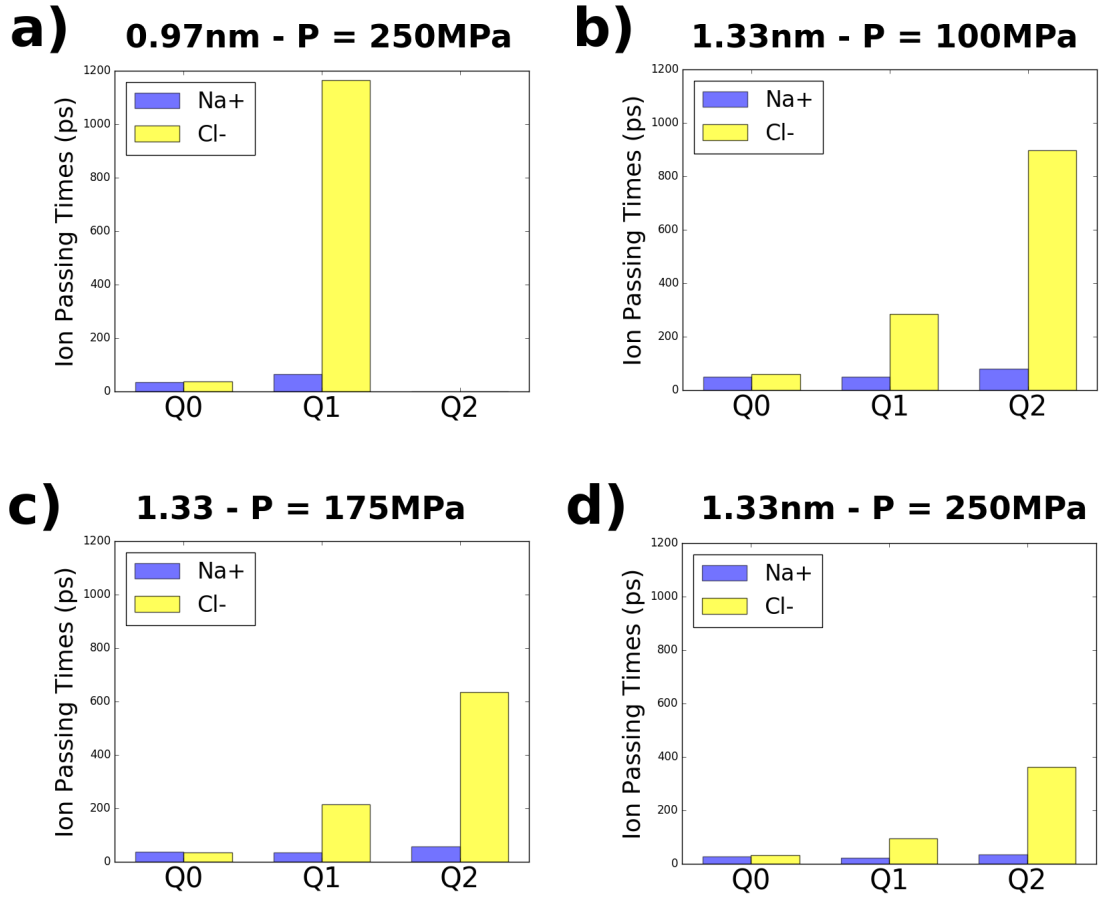 a)
0.97nm - P = 250MPa
Ion Passing Times (ps)
1200
1000
800
600
400
200
0
Na+
Cl-
Q0 Q1 Q2
b)
1.33nm - P = 100MPa
Ion Passing Times (ps)
1200
1000
800
600
400
200
0
Na+
Cl-
Q0 Q1 Q2
c)
1.33 - P = 175MPa
Ion Passing Times (ps)
1200
1000
800
600
400
200
0
Na+
Cl-
Q0 Q1 Q2
d)
1.33nm - P = 250MPa
Ion Passing Times (ps)
1200
1000
800
600
400
200
0
Na+
Cl-
Q0 Q1 Q2